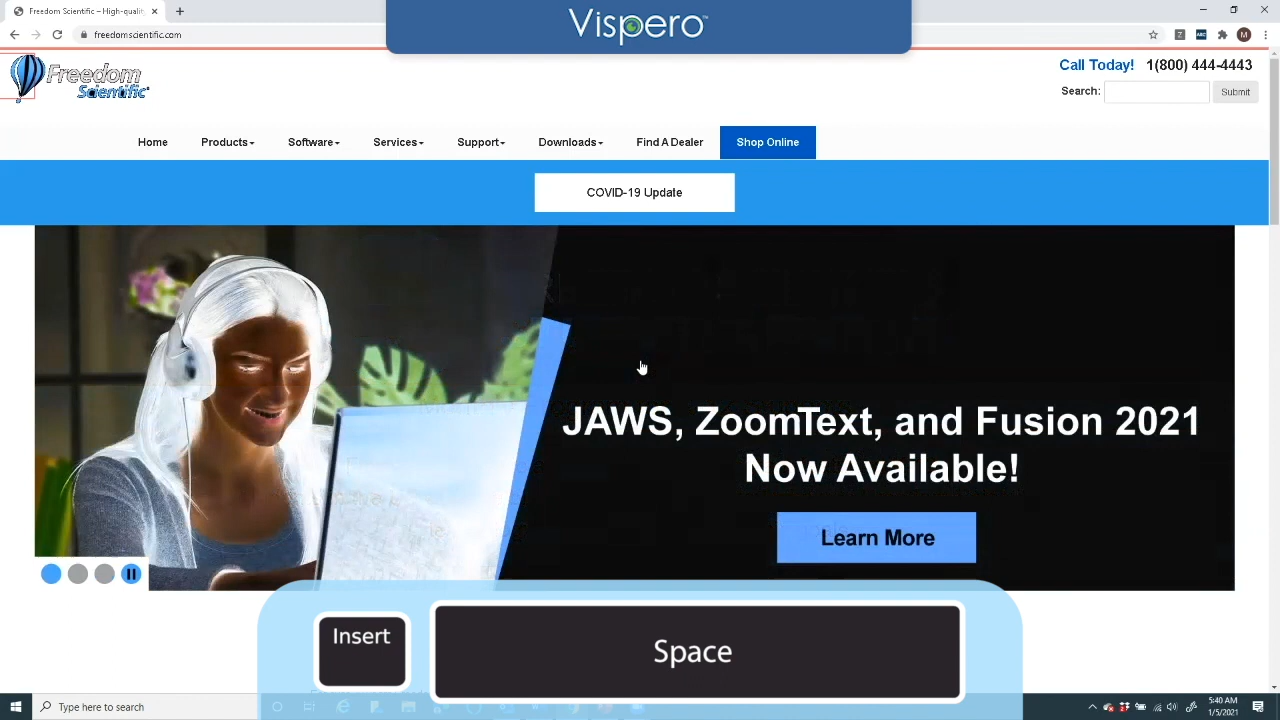 Freedom Scientific – High-qualit
Vispero™
freedomscientific.com
M
Freedom
Scientific®
Call Today! 1(800) 444-4443
Search: Submit
Home Products Software Services Support Downloads Find A Dealer Shop Online
COVID-19 Update
JAWS, ZoomText, and Fusion 2021
Now Available!
Learn More
Insert
Space
Type here to search
5:40 AM
1/5/2021